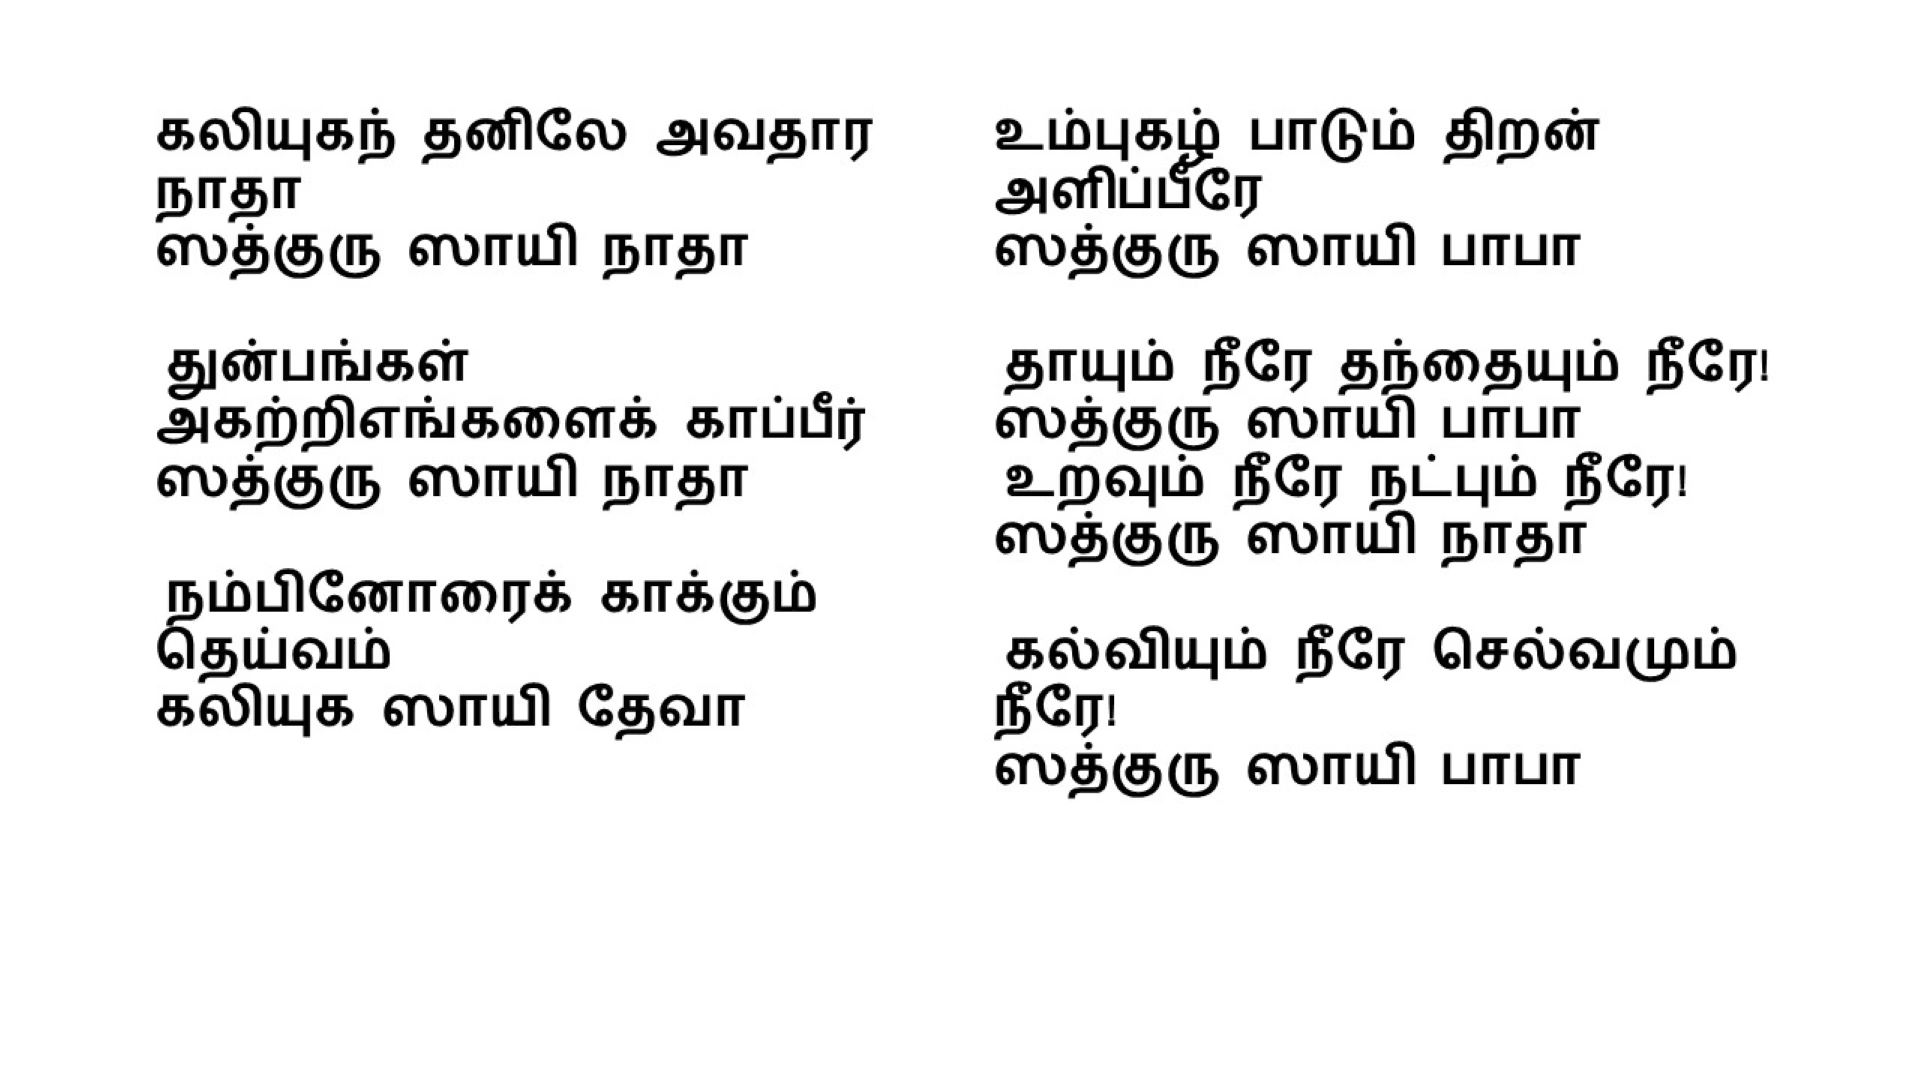 கலியுகந் தனிலே அவதார
நாதா
ஸத்குரு ஸாயி நாதா
துன்பங்கள்
அகற்றிஎங்களைக் காப்பீர்
ஸத்குரு ஸாயி நாதா
நம்பினோரைக் காக்கும்
தெய்வம்
கலியுக ஸாயி தேவா
உம்புகழ் பாடும் திறன்
அளிப்பீரே
ஸத்குரு ஸாயி பாபா
தாயும் நீரே தந்தையும் நீரே!
ஸத்குரு ஸாயி பாபா
உறவும் நீரே நட்பும் நீரே!
ஸத்குரு ஸாயி நாதா
கல்வியும் நீரே செல்வமும்
நீரே!
ஸத்குரு ஸாயி பாபா